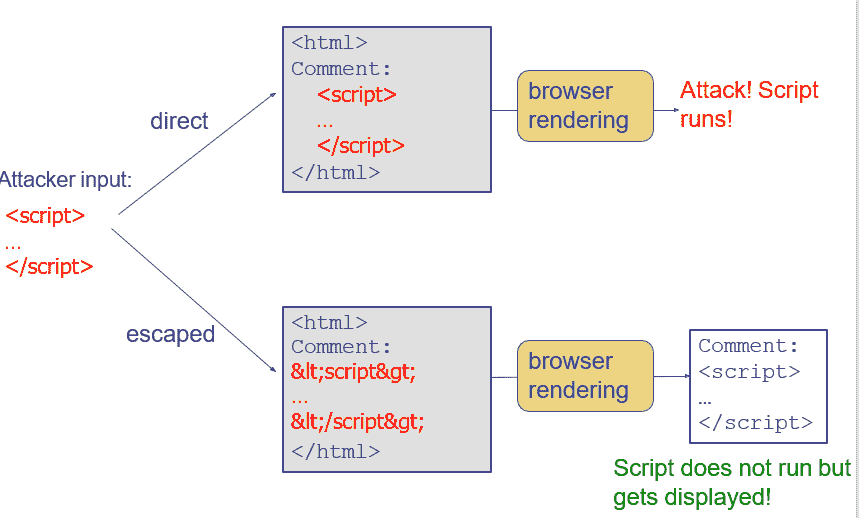 Attacker input:
<script>
...
</script>
direct
<html>
Comment:
<script>
...
</script>
</html>
browser
rendering
Attack! Script
runs!
escaped
<html>
Comment:
&lt;script&gt;
...
&lt;/script&gt;
</html>
browser
rendering
Comment:
<script>
…
</script>
Script does not run but
gets displayed!